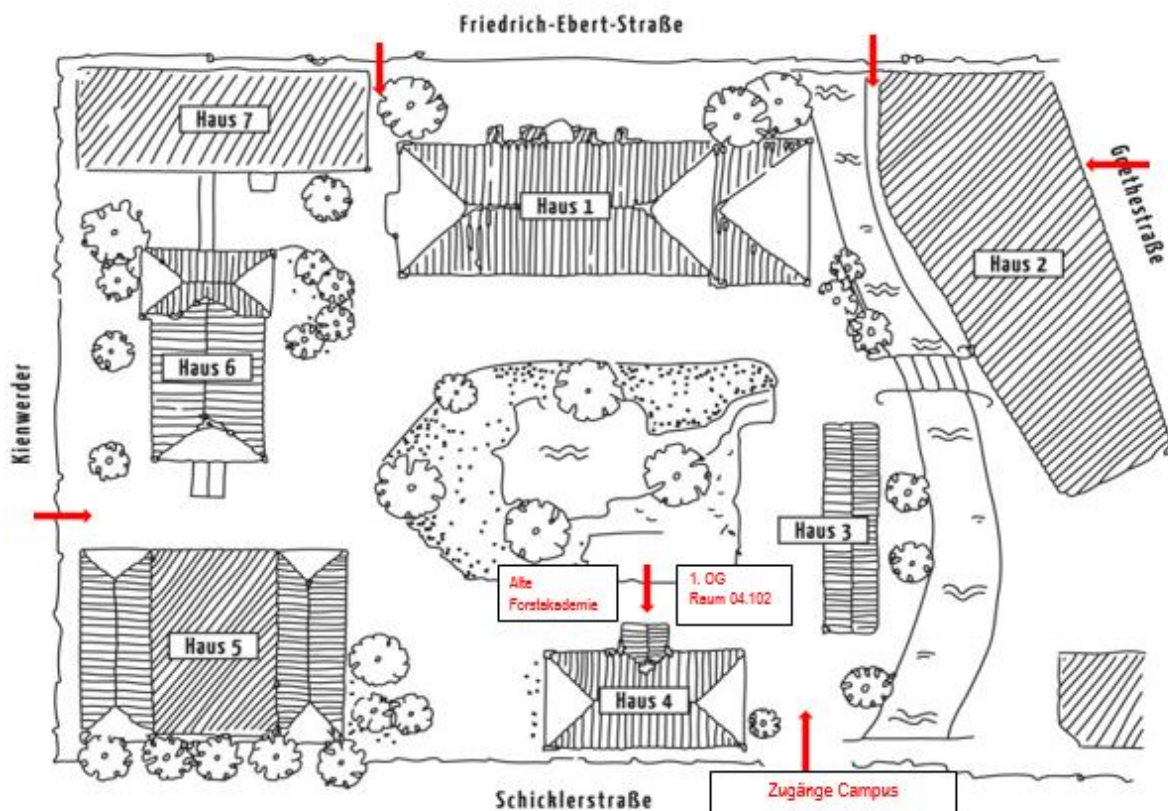 Friedrich-Ebert-Straße
Haus 7
Haus 1
Goethestraße
Haus 2
Haus 6
Kienwerder
Haus 3
Alte
Forstakademie
1. OG
Raum 04.102
Haus 5
Haus 4
Zugänge Campus
Schicklerstraße